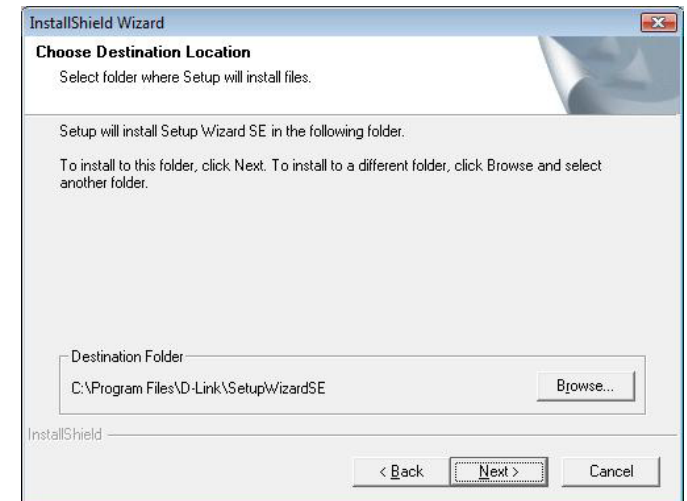 InstallShield Wizard
Choose Destination Location
Select folder where Setup will install files.
Setup will install Setup Wizard SE in the following folder.
To install to this folder, click Next. To install to a different folder, click Browse and select
another folder.
Destination Folder
C:\Program Files\D-Link\SetupWizardSE
Browse...
InstallShield
< Back
Next >
Cancel